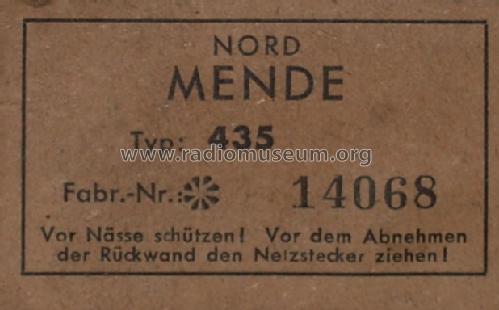 NORD
MENDE
Typ: 435
www.radiomuseum.org
Fabr.-Nr.: 14068
Vor Nässe schützen! Vor dem Abnehmen
der Rückwand den Netzstecker ziehen!